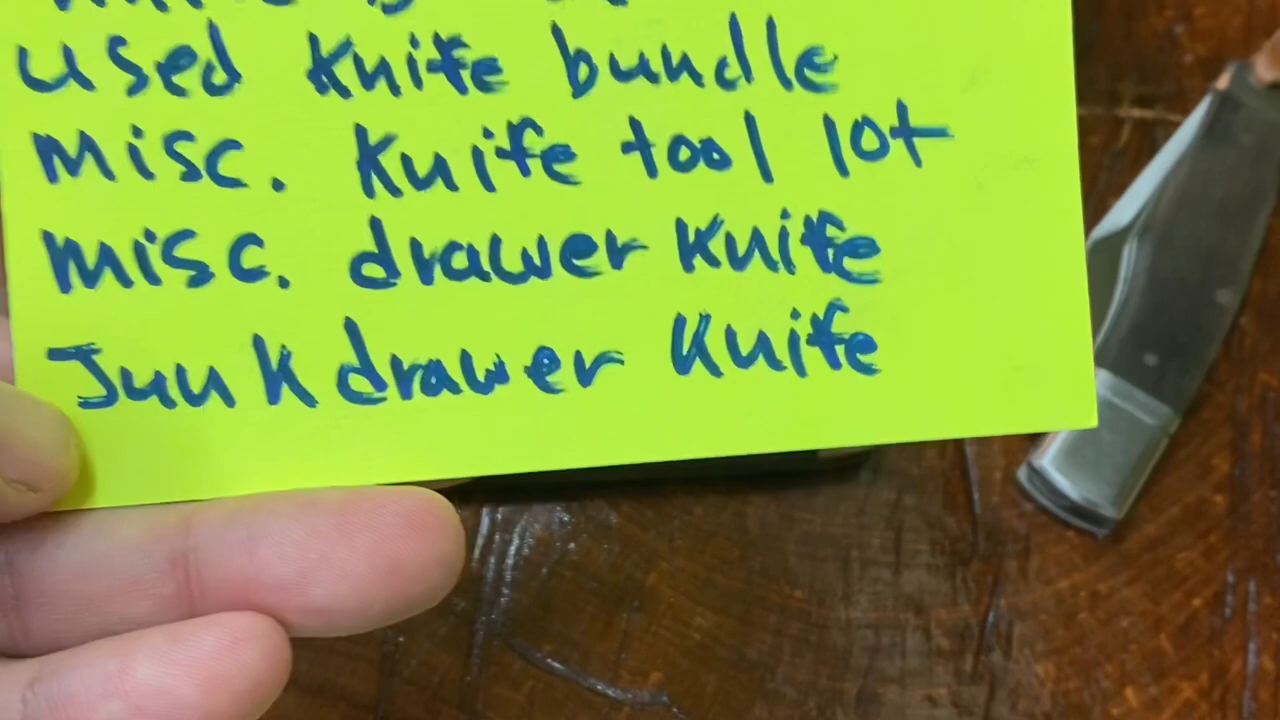 used knife bundle
misc. knife tool lot
misc. drawer knife
Junk drawer knife